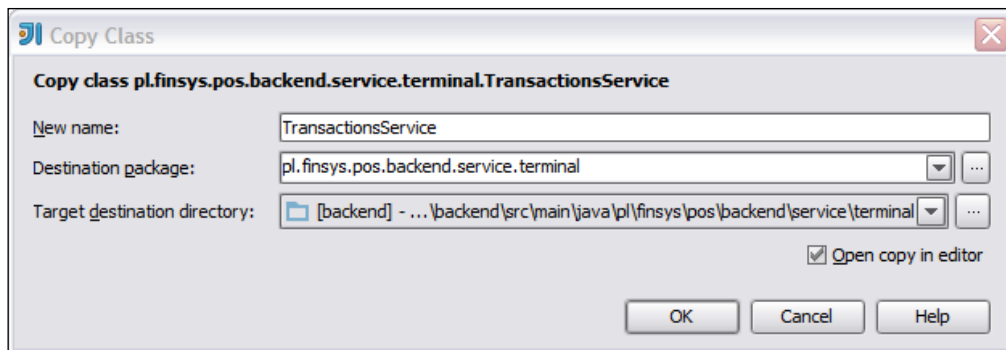 Copy Class
Copy class pl.finsys.pos.backend.service.terminal.TransactionsService
New name: TransactionsService
Destination package: pl.finsys.pos.backend.service.terminal ...
Target destination directory: [backend] - ...\backend\src\main\java\pl\finsys\pos\backend\service\terminal ...
Open copy in editor
OK Cancel Help